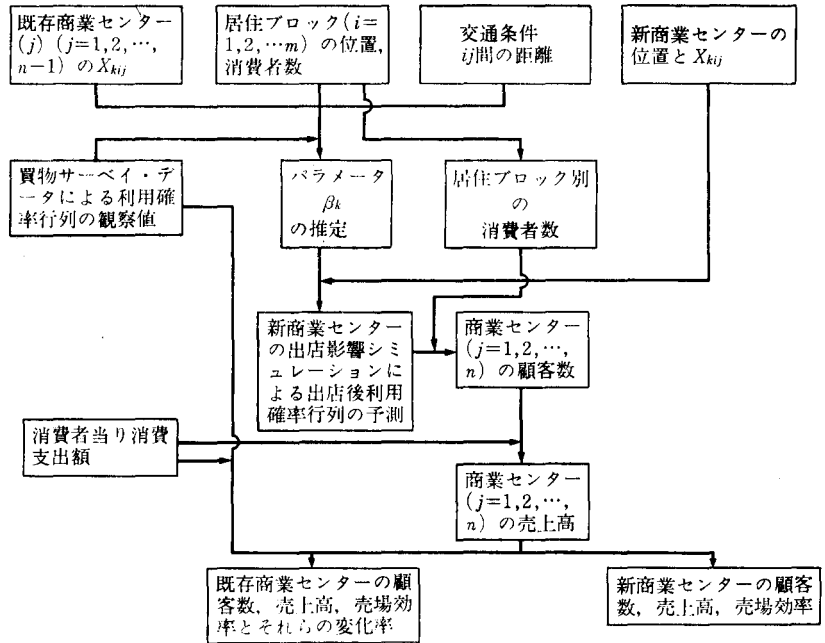 既存商業センター
(j) (j=1,2,…,
n−1) のXkij
居住ブロック(i=
1,2,…m) の位置,
消費者数
交通条件
ij間の距離
新商業センターの
位置と Xkij
買物サーベイ・デ
ータによる利用確
率行列の観察値
パラメータ
βk
の推定
居住ブロック別
の
消費者数
新商業センター
の出店影響シミ
ュレーションに
よる出店後利用
確率行列の予測
商業センター
(j=1,2,…,
n) の顧客数
消費者当り消費
支出額
商業センター
(j=1,2,…,
n) の売上高
既存商業センターの顧
客数, 売上高, 売場効
率とそれらの変化率
新商業センターの顧客
数, 売上高, 売場効率